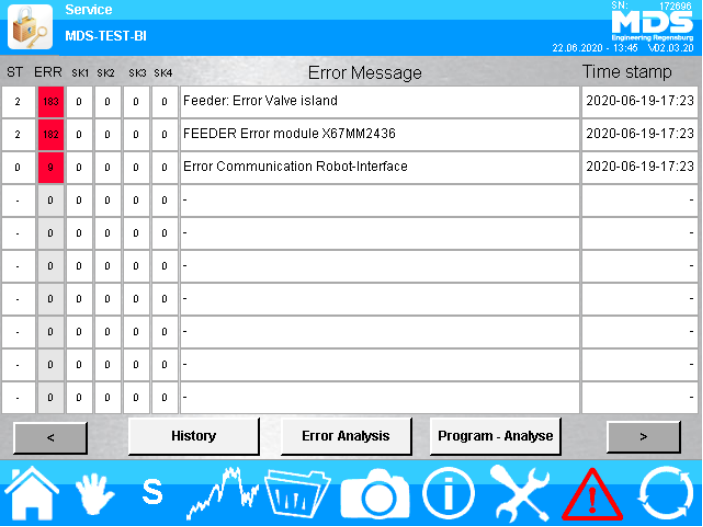 Service
MDS-TEST-BI
SN: 172696
MDS
Engineering Regensburg
22.06.2020 - 13:45 V02.03.20
ST ERR SK1 SK2 SK3 SK4 Error Message Time stamp
2 183 0 0 0 0 Feeder: Error Valve island 2020-06-19-17:23
2 182 0 0 0 0 FEEDER Error module X67MM2436 2020-06-19-17:23
0 9 0 0 0 0 Error Communication Robot-Interface 2020-06-19-17:23
- 0 0 0 0 0 - -
- 0 0 0 0 0 - -
- 0 0 0 0 0 - -
- 0 0 0 0 0 - -
- 0 0 0 0 0 - -
- 0 0 0 0 0 - -
- 0 0 0 0 0 - -
< History Error Analysis Program - Analyse >
S i !